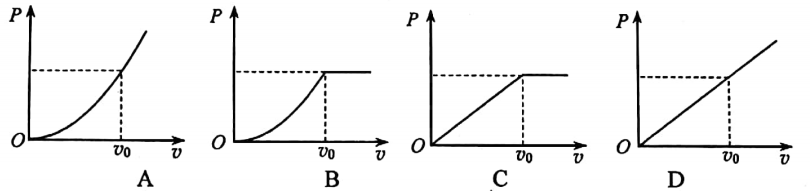 P P P P
O v₀ v O v₀ v O v₀ v O v₀ v
A B C D